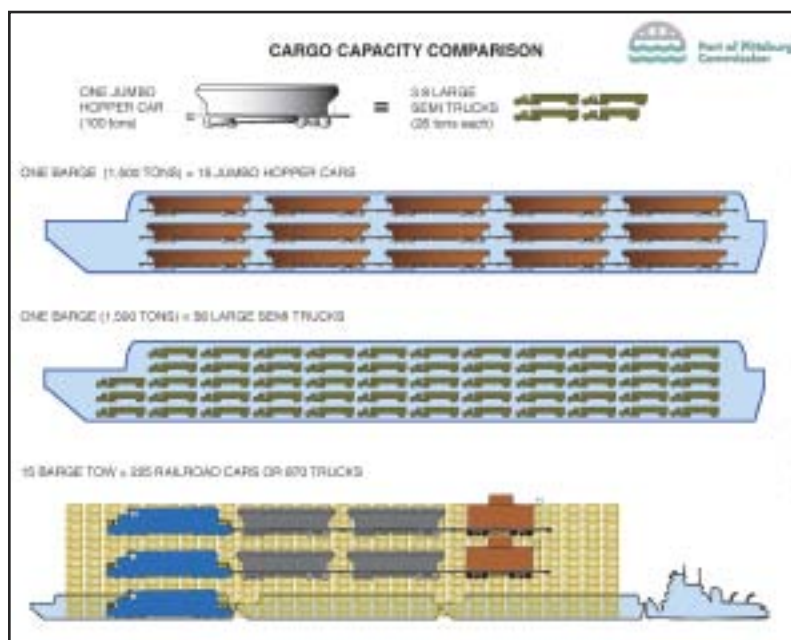 CARGO CAPACITY COMPARISON
Port of Pittsburgh
Commission
ONE JUMBO
HOPPER CAR
(100 tons)
=
3.8 LARGE
SEMI TRUCKS
(26 tons each)
ONE BARGE (1,500 TONS) = 15 JUMBO HOPPER CARS
ONE BARGE (1,500 TONS) = 58 LARGE SEMI TRUCKS
15 BARGE TOW = 225 RAILROAD CARS OR 870 TRUCKS